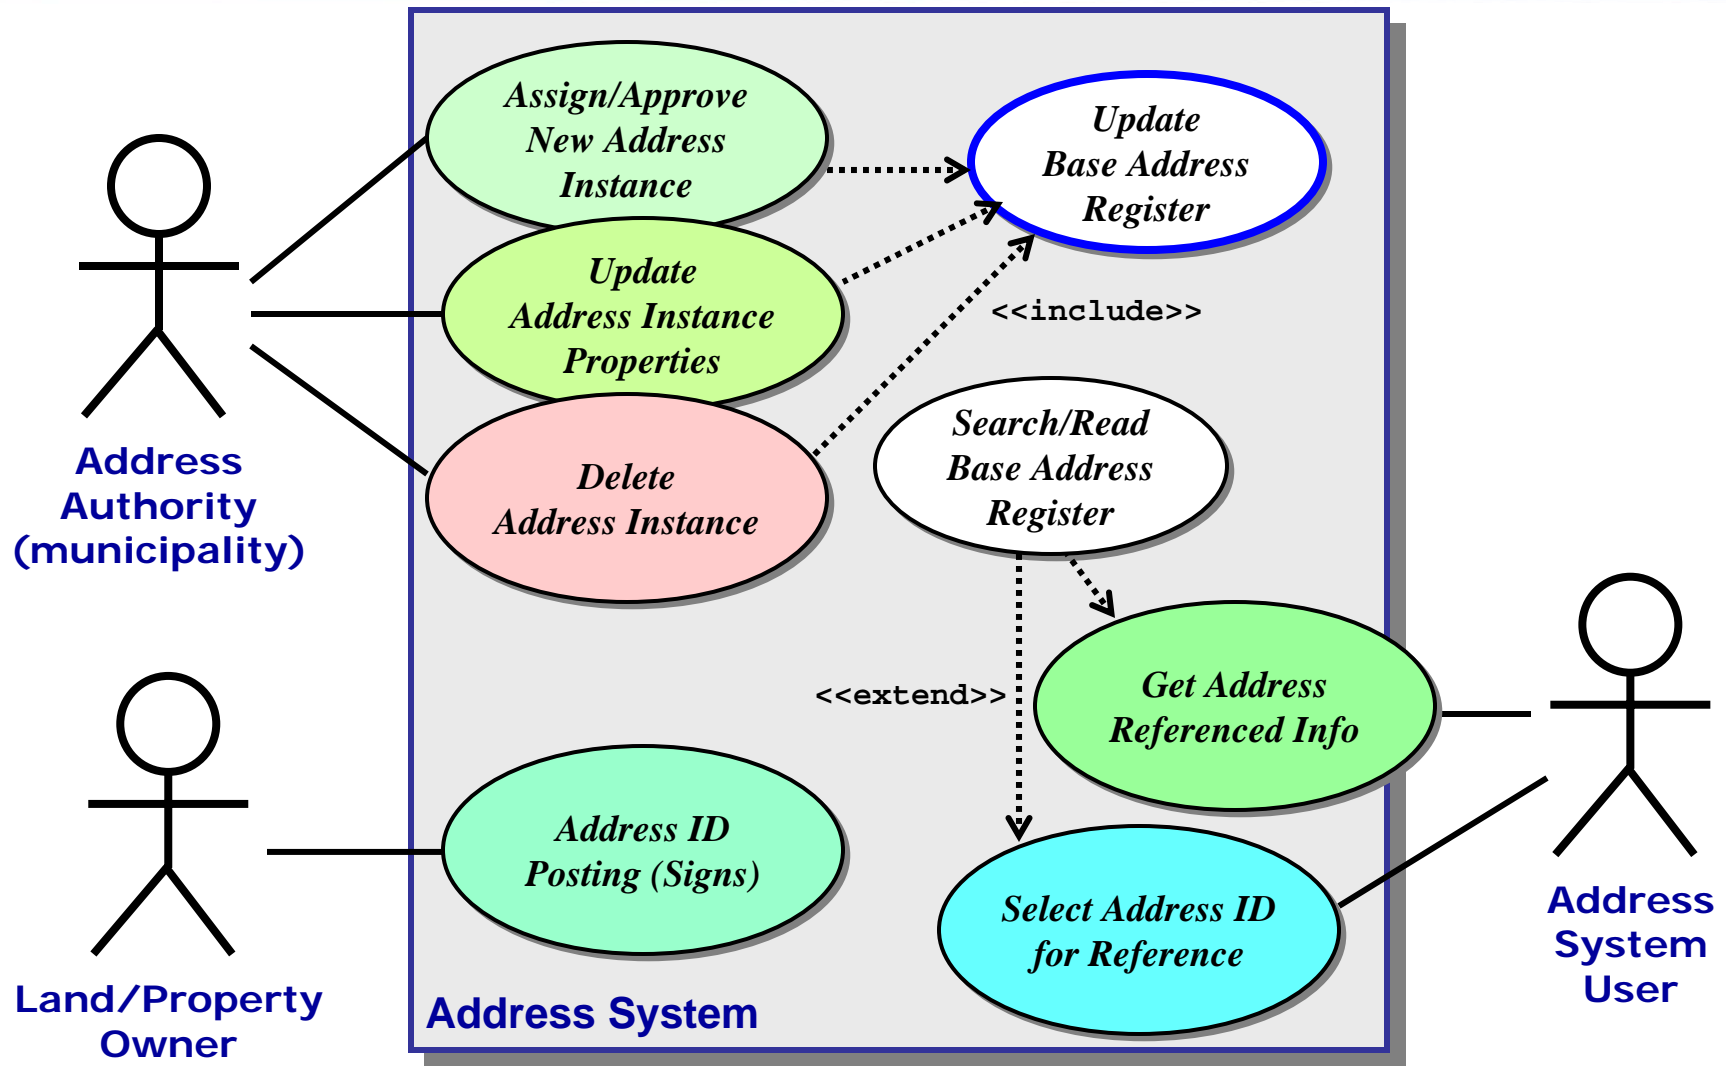 Assign/Approve
New Address
Instance
Update
Base Address
Register
Update
Address Instance
Properties
<<include>>
Search/Read
Base Address
Register
Delete
Address Instance
Address
Authority
(municipality)
Get Address
Referenced Info
<<extend>>
Address ID
Posting (Signs)
Select Address ID
for Reference
Address
System
User
Land/Property
Owner
Address System